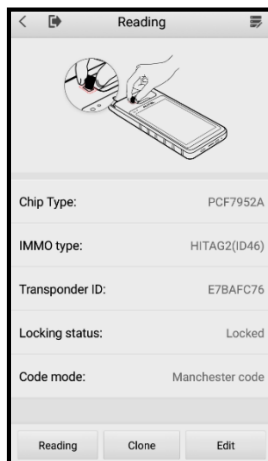 Reading
Chip Type: PCF7952A
IMMO type: HITAG2(ID46)
Transponder ID: E7BAFC76
Locking status: Locked
Code mode: Manchester code
Reading Clone Edit